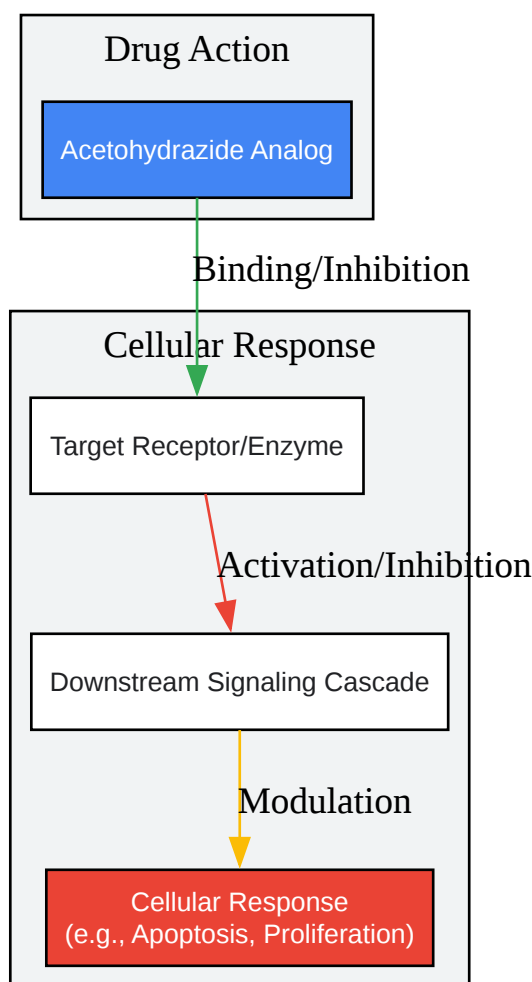 Drug Action
Acetohydrazide Analog
Binding/Inhibition
Cellular Response
Target Receptor/Enzyme
Activation/Inhibition
Downstream Signaling Cascade
Modulation
Cellular Response
(e.g., Apoptosis, Proliferation)